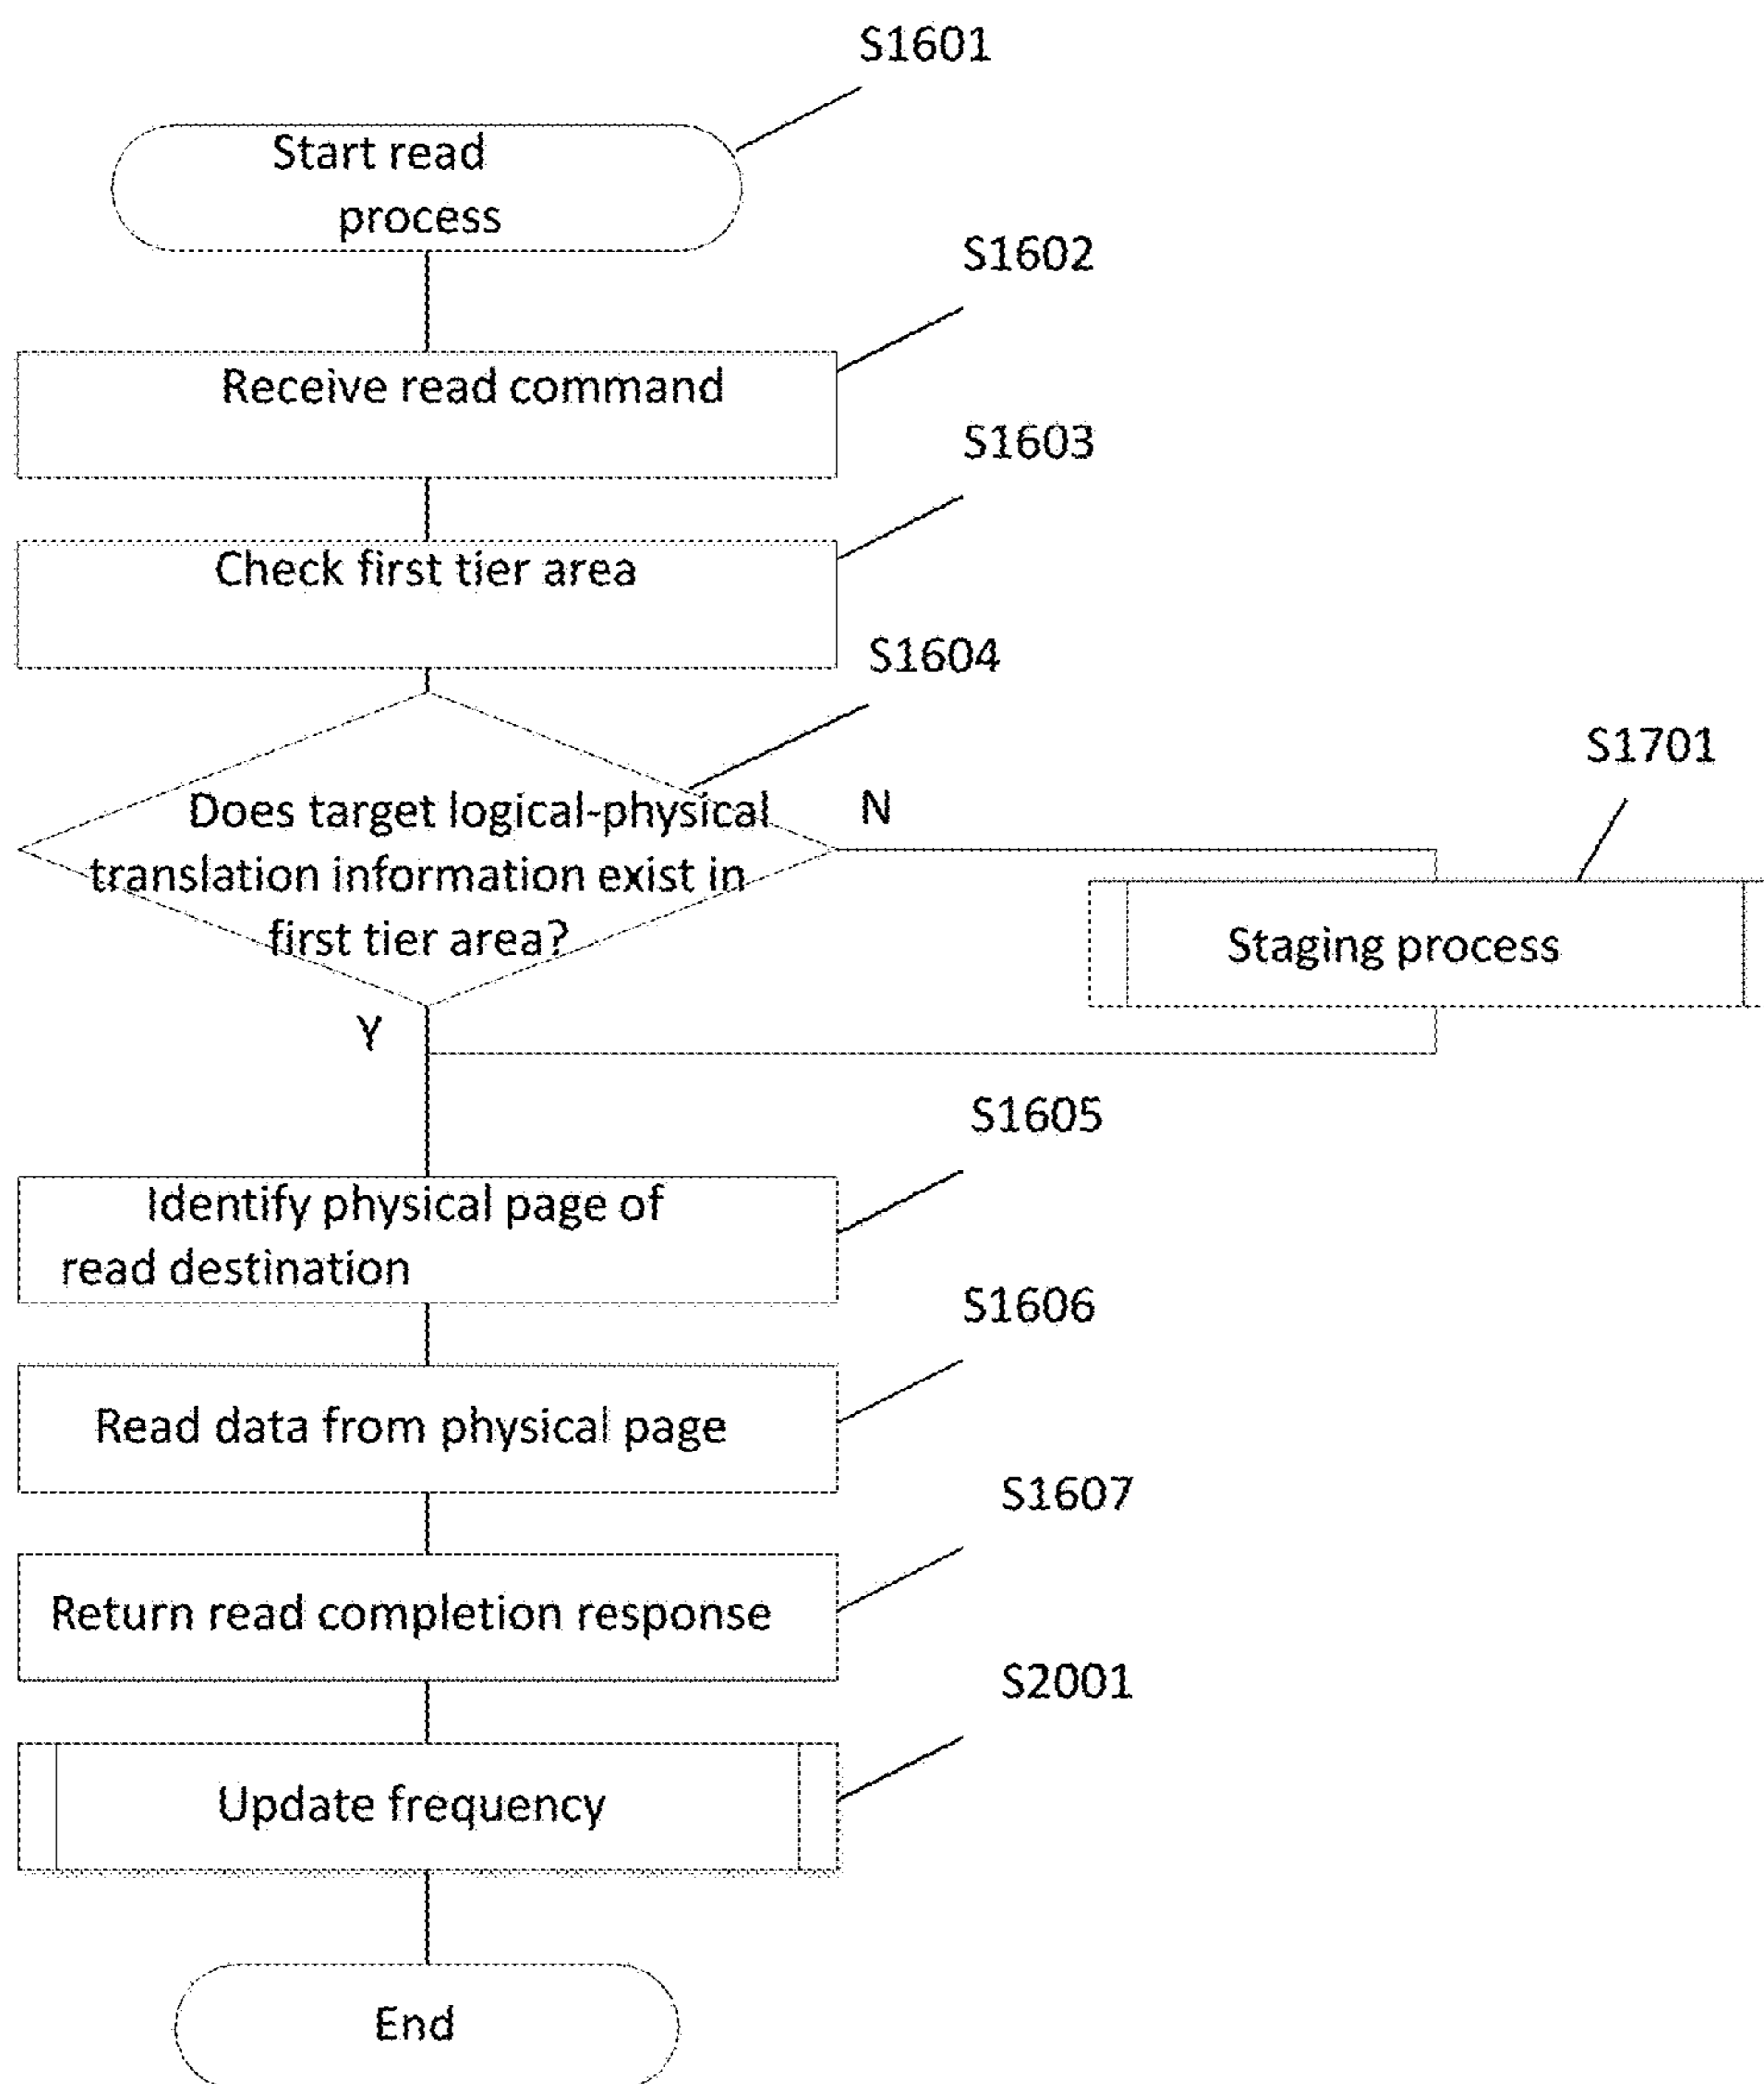 S1601
Start read
process
S1602
Receive read command
S1603
Check first tier area
S1604
S1701
Does target logical-physical
N
translation information exist in
Staging process
first tier area?
Y
S1605
Identify physical page of
read destination
S1606
Read data from physical page
S1607
Return read completion response
S2001
Update frequency
End